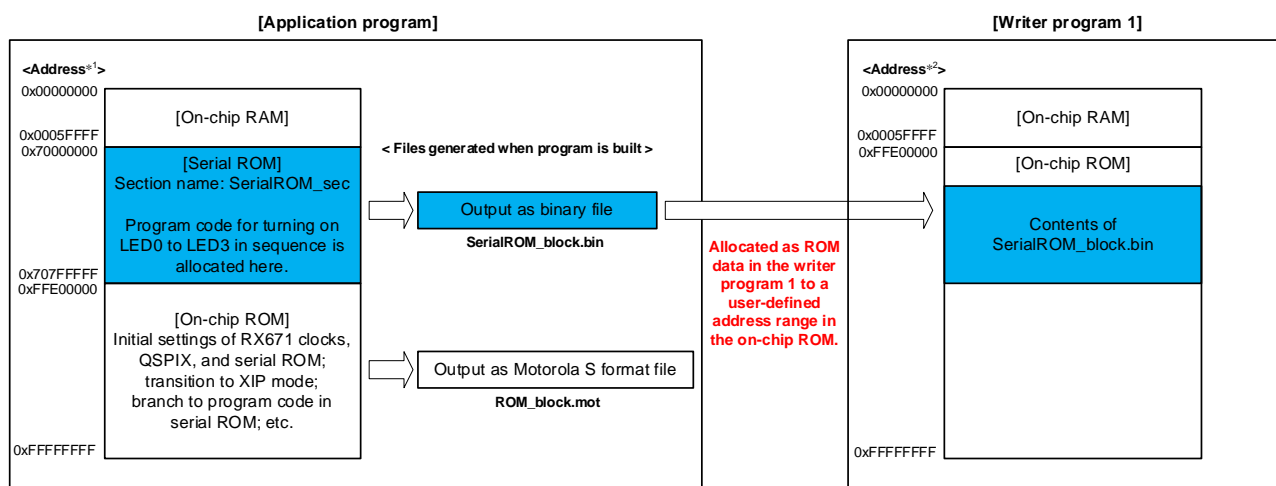 [Application program]
<Address*1>
0x00000000
[On-chip RAM]
0x0005FFFF
0x70000000
[Serial ROM]
Section name: SerialROM_sec
Program code for turning on
LED0 to LED3 in sequence is
allocated here.
0x707FFFFF
0xFFE00000
[On-chip ROM]
Initial settings of RX671 clocks,
QSPIX, and serial ROM;
transition to XIP mode;
branch to program code in
serial ROM; etc.
0xFFFFFFFF
< Files generated when program is built >
Output as binary file
SerialROM_block.bin
Output as Motorola S format file
ROM_block.mot
Allocated as ROM
data in the writer
program 1 to a
user-defined
address range in
the on-chip ROM.
[Writer program 1]
<Address*2>
0x00000000
[On-chip RAM]
0x0005FFFF
0xFFE00000
[On-chip ROM]
Contents of
SerialROM_block.bin
0xFFFFFFFF